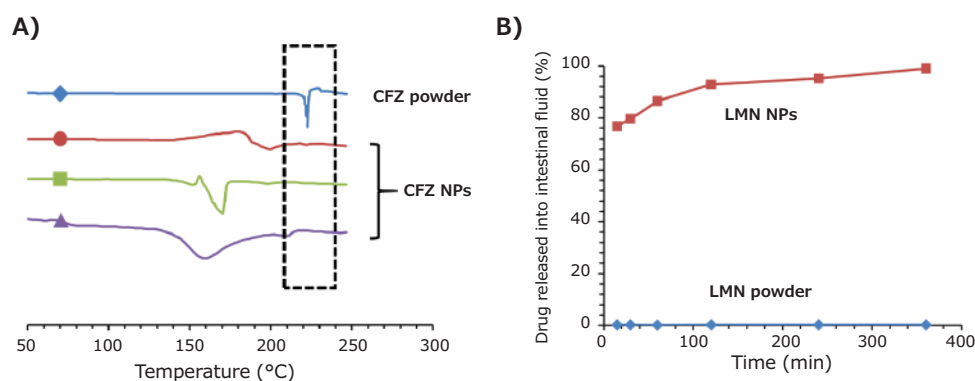 A)
CFZ powder
CFZ NPs
50
100
150
200
250
300
Temperature (°C)
B)
Drug released into intestinal fluid (%)
100
80
60
40
20
0
LMN NPs
LMN powder
0
100
200
300
400
Time (min)